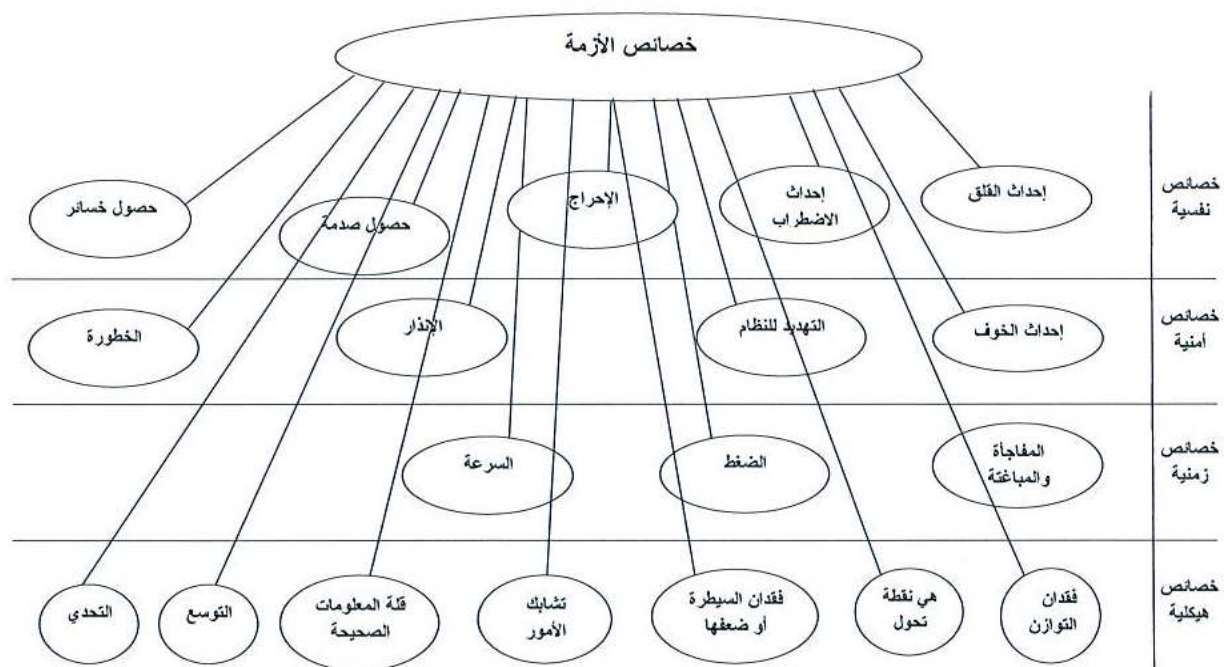 خصائص الأزمة
خصائص
نفسية
إحداث القلق
إحداث
الاضطراب
الإحراج
حصول صدمة
حصول خسائر
خصائص
أمنية
إحداث الخوف
التهديد للنظام
الإنذار
الخطورة
خصائص
زمنية
المفاجأة
والمباغتة
الضغط
السرعة
خصائص
هيكلية
فقدان
التوازن
هي نقطة
تحول
فقدان السيطرة
أو ضعفها
تشابك
الأمور
قلة المعلومات
الصحيحة
التوسع
التحدي